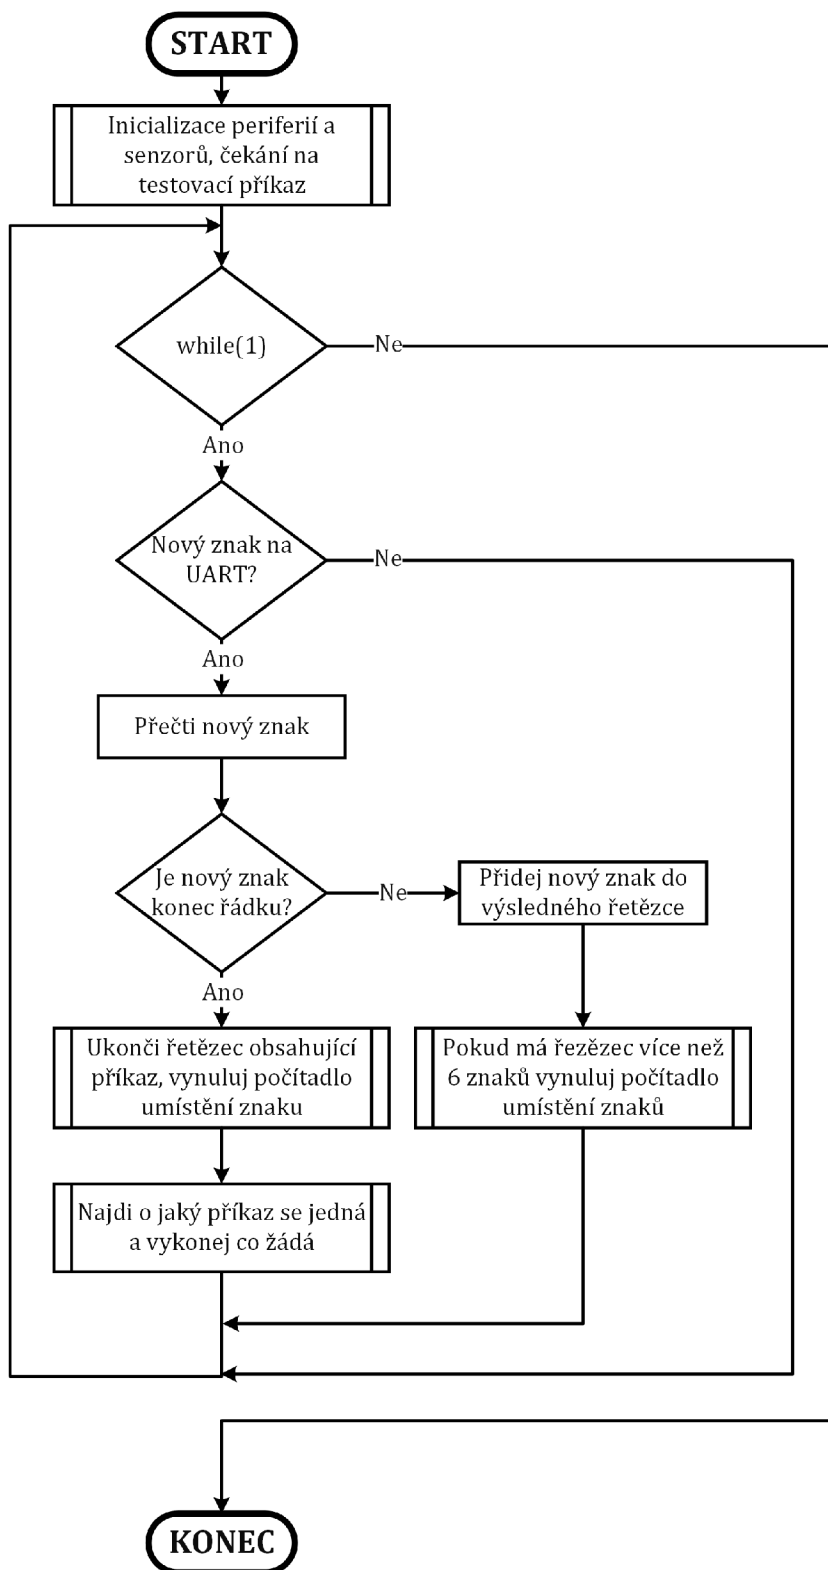 START
Inicializace periferií a
senzorů, čekání na
testovací příkaz
while(1)
Ne
Ano
Nový znak na
UART?
Ne
Ano
Přečti nový znak
Je nový znak
konec řádku?
Ne
Přidej nový znak do
výsledného řetězce
Ano
Ukonči řetězec obsahující
příkaz, vynuluj počítadlo
umístění znaku
Pokud má řezězec více než
6 znaků vynuluj počítadlo
umístění znaků
Najdi o jaký příkaz se jedná
a vykonej co žádá
KONEC